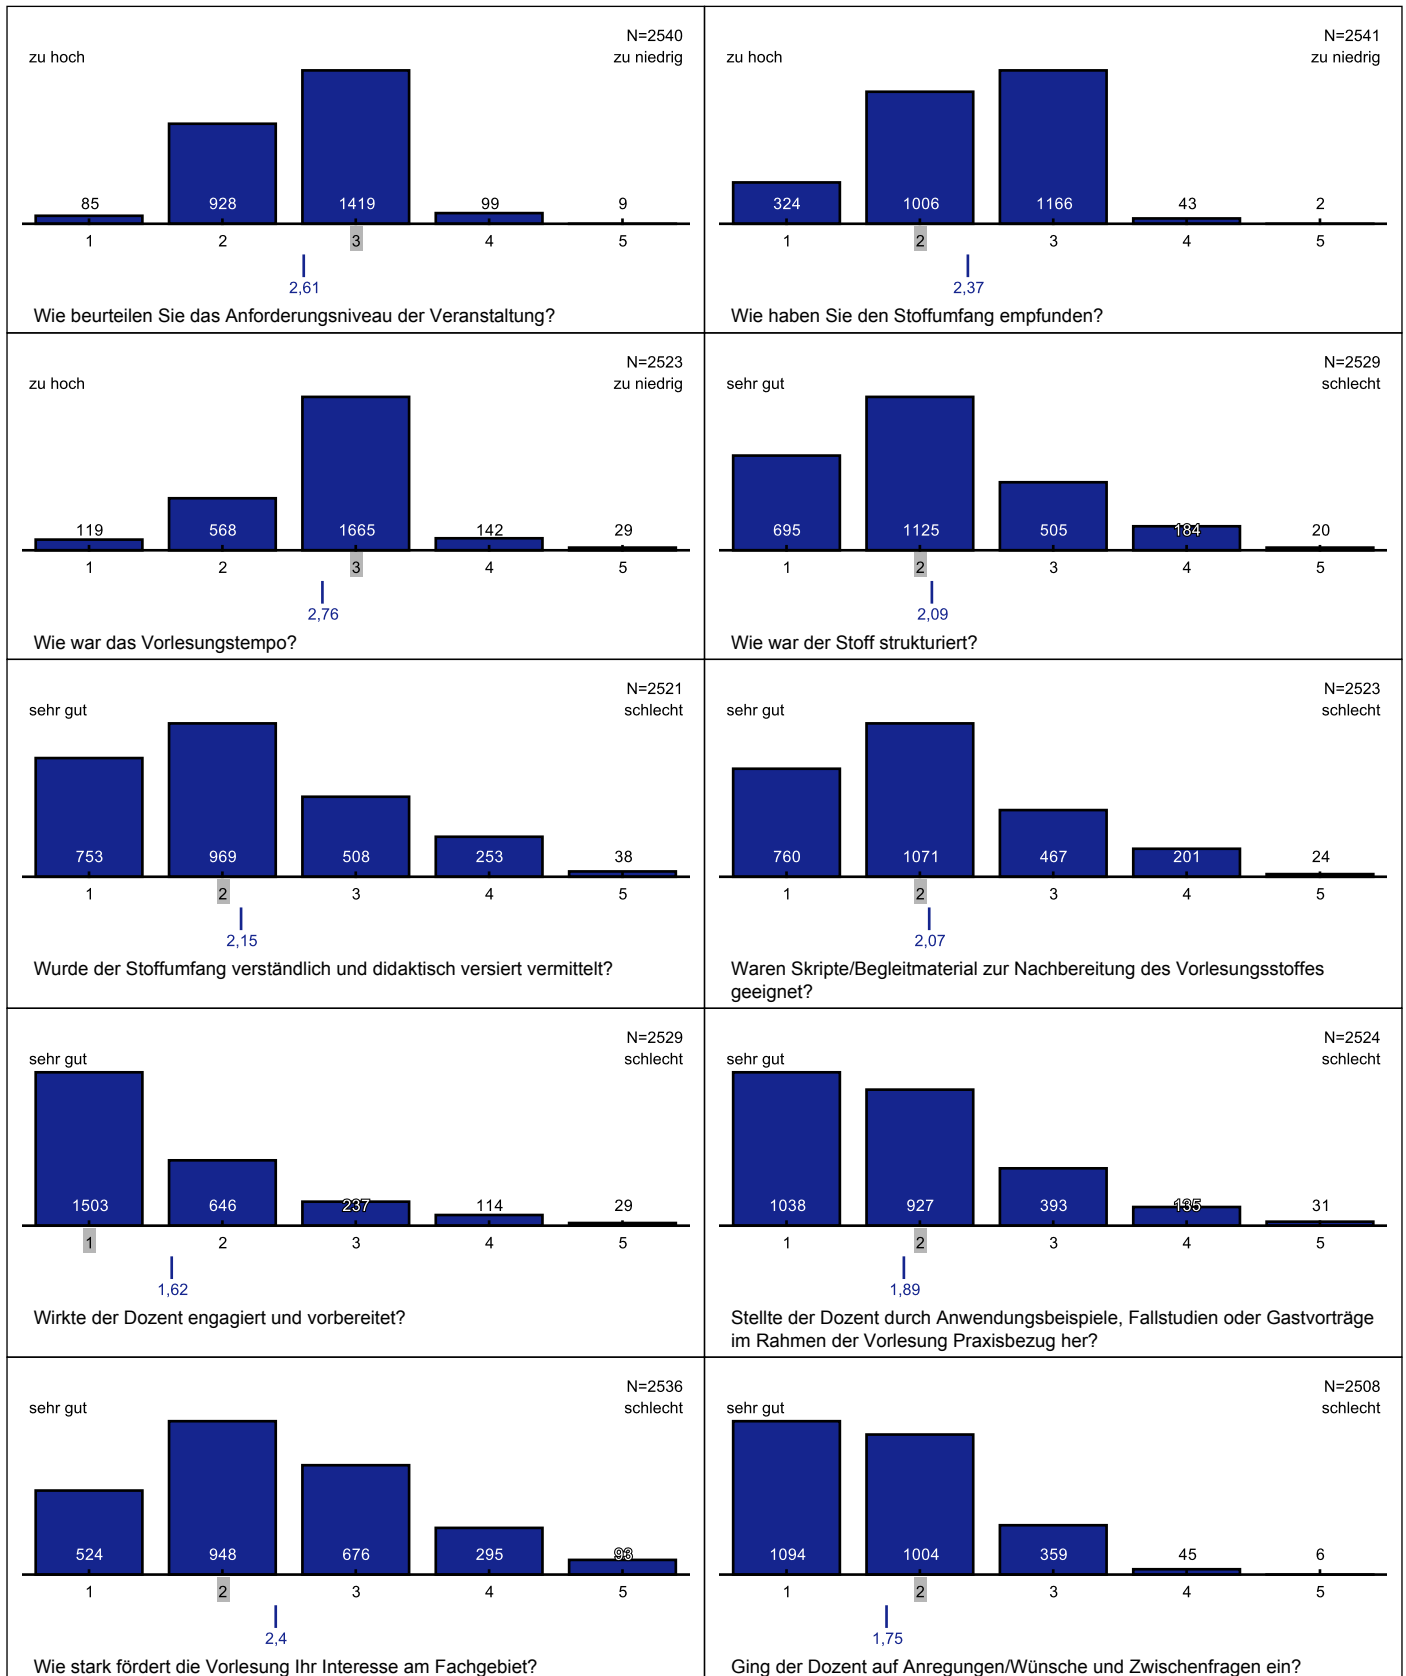 N=2540
zu hoch zu niedrig
85 928 1419 99 9
1 2 3 4 5
2,61
Wie beurteilen Sie das Anforderungsniveau der Veranstaltung?
N=2541
zu hoch zu niedrig
324 1006 1166 43 2
1 2 3 4 5
2,37
Wie haben Sie den Stoffumfang empfunden?
N=2523
zu hoch zu niedrig
119 568 1665 142 29
1 2 3 4 5
2,76
Wie war das Vorlesungstempo?
N=2529
sehr gut schlecht
695 1125 505 184 20
1 2 3 4 5
2,09
Wie war der Stoff strukturiert?
N=2521
sehr gut schlecht
753 969 508 253 38
1 2 3 4 5
2,15
Wurde der Stoffumfang verständlich und didaktisch versiert vermittelt?
N=2523
sehr gut schlecht
760 1071 467 201 24
1 2 3 4 5
2,07
Waren Skripte/Begleitmaterial zur Nachbereitung des Vorlesungsstoffes
geeignet?
N=2529
sehr gut schlecht
1503 646 237 114 29
1 2 3 4 5
1,62
Wirkte der Dozent engagiert und vorbereitet?
N=2524
sehr gut schlecht
1038 927 393 135 31
1 2 3 4 5
1,89
Stellte der Dozent durch Anwendungsbeispiele, Fallstudien oder Gastvorträge
im Rahmen der Vorlesung Praxisbezug her?
N=2536
sehr gut schlecht
524 948 676 295 93
1 2 3 4 5
2,4
Wie stark fördert die Vorlesung Ihr Interesse am Fachgebiet?
N=2508
sehr gut schlecht
1094 1004 359 45 6
1 2 3 4 5
1,75
Ging der Dozent auf Anregungen/Wünsche und Zwischenfragen ein?